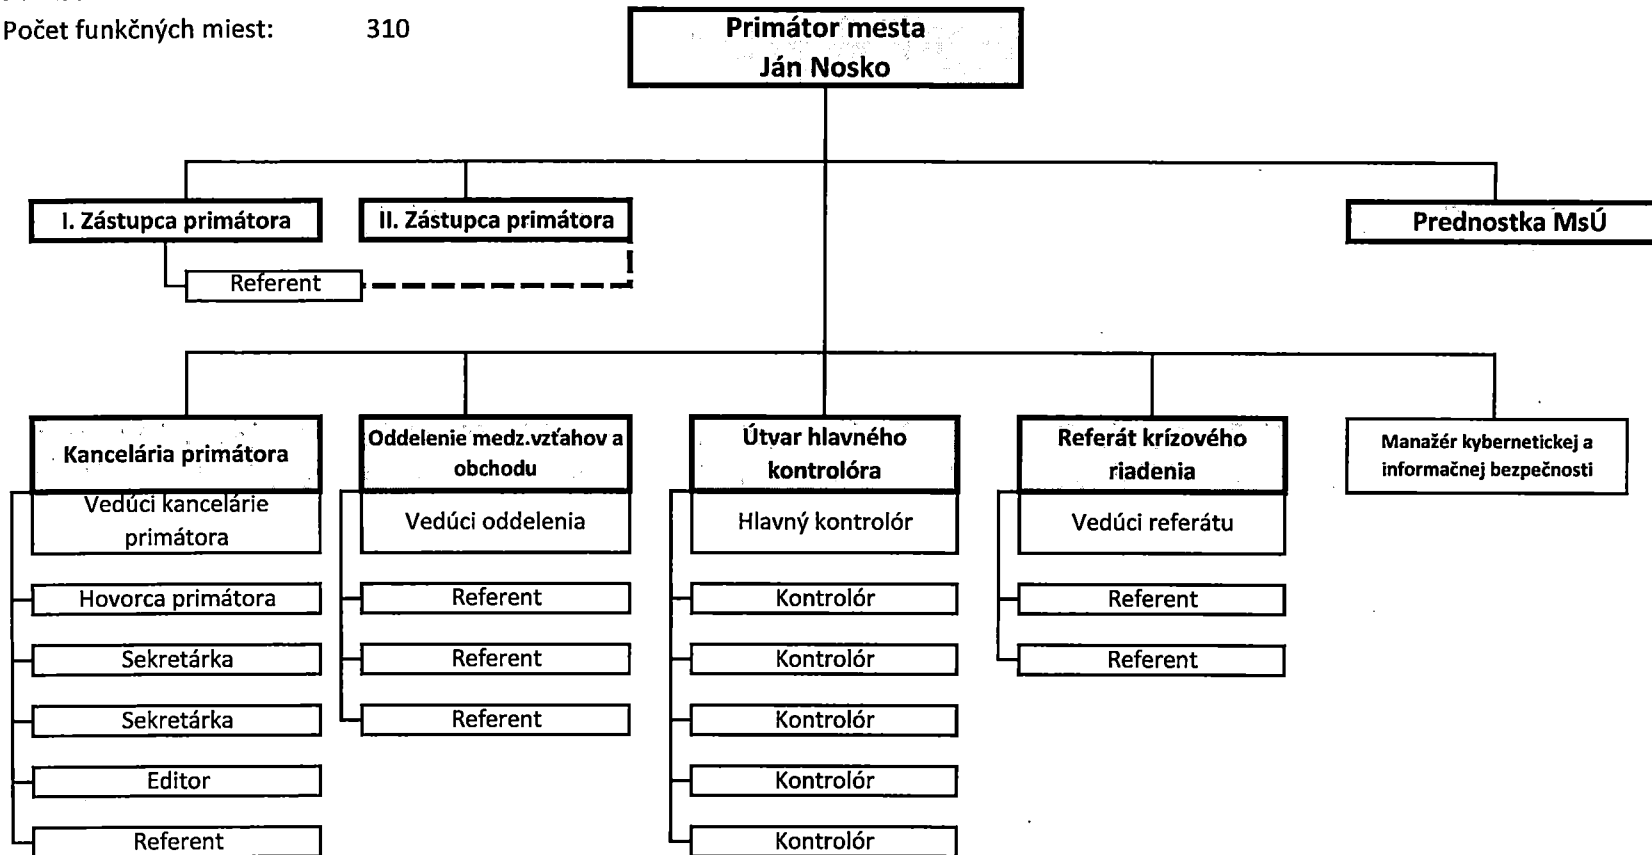 Počet funkčných miest: 310
Primátor mesta
Ján Nosko
I. Zástupca primátora
II. Zástupca primátora
Prednostka MsÚ
Referent
Kancelária primátora
Oddelenie medz.vzťahov a
obchodu
Útvar hlavného
kontrolóra
Referát krízového
riadenia
Manažér kybernetickej a
informačnej bezpečnosti
Vedúci kancelárie
primátora
Vedúci oddelenia
Hlavný kontrolór
Vedúci referátu
Hovorca primátora
Referent
Kontrolór
Referent
Sekretárka
Referent
Kontrolór
Referent
Sekretárka
Referent
Kontrolór
Editor
Kontrolór
Referent
Kontrolór